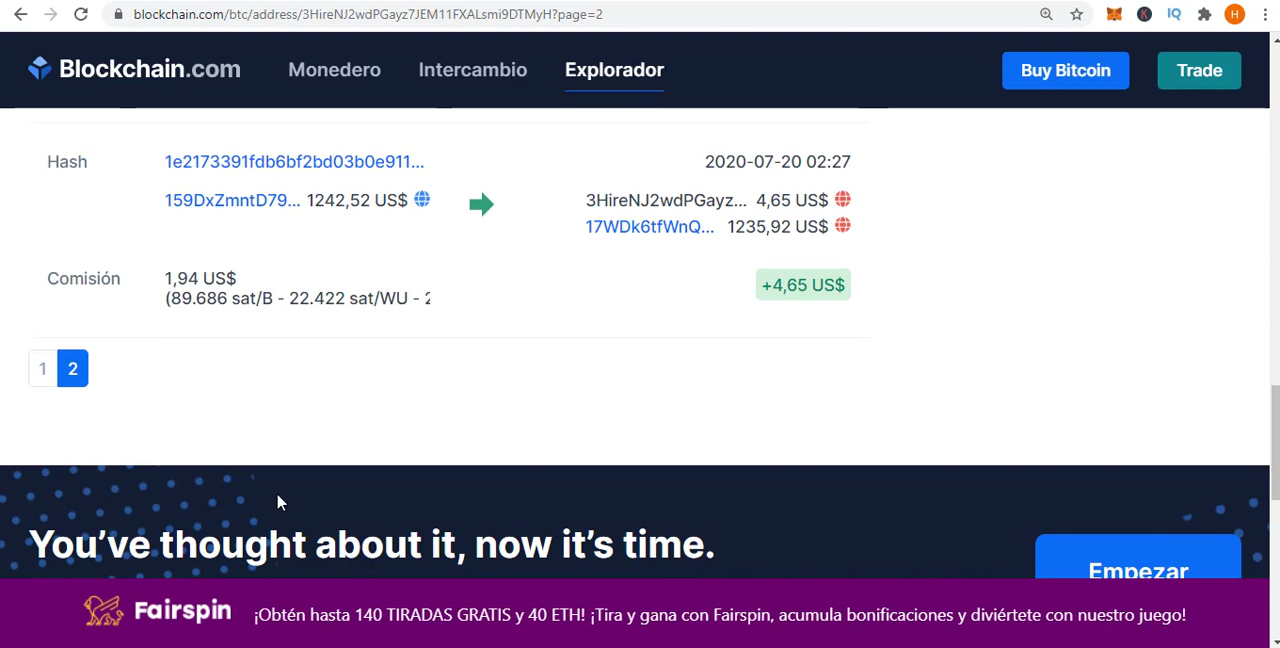 blockchain.com/btc/address/3HireNJ2wdPGayz7JEM11FXALsmi9DTMyH?page=2
K
IQ
H
Blockchain.com
Monedero
Intercambio
Explorador
Buy Bitcoin
Trade
Hash
1e2173391fdb6bf2bd03b0e911...
2020-07-20 02:27
159DxZmntD79... 1242,52 US$
3HireNJ2wdPGayz... 4,65 US$
17WDk6tfWnQ... 1235,92 US$
Comisión
1,94 US$
(89.686 sat/B - 22.422 sat/WU - 2
+4,65 US$
1
2
You've thought about it, now it's time.
Empezar
Fairspin
¡Obtén hasta 140 TIRADAS GRATIS y 40 ETH! ¡Tira y gana con Fairspin, acumula bonificaciones y diviértete con nuestro juego!